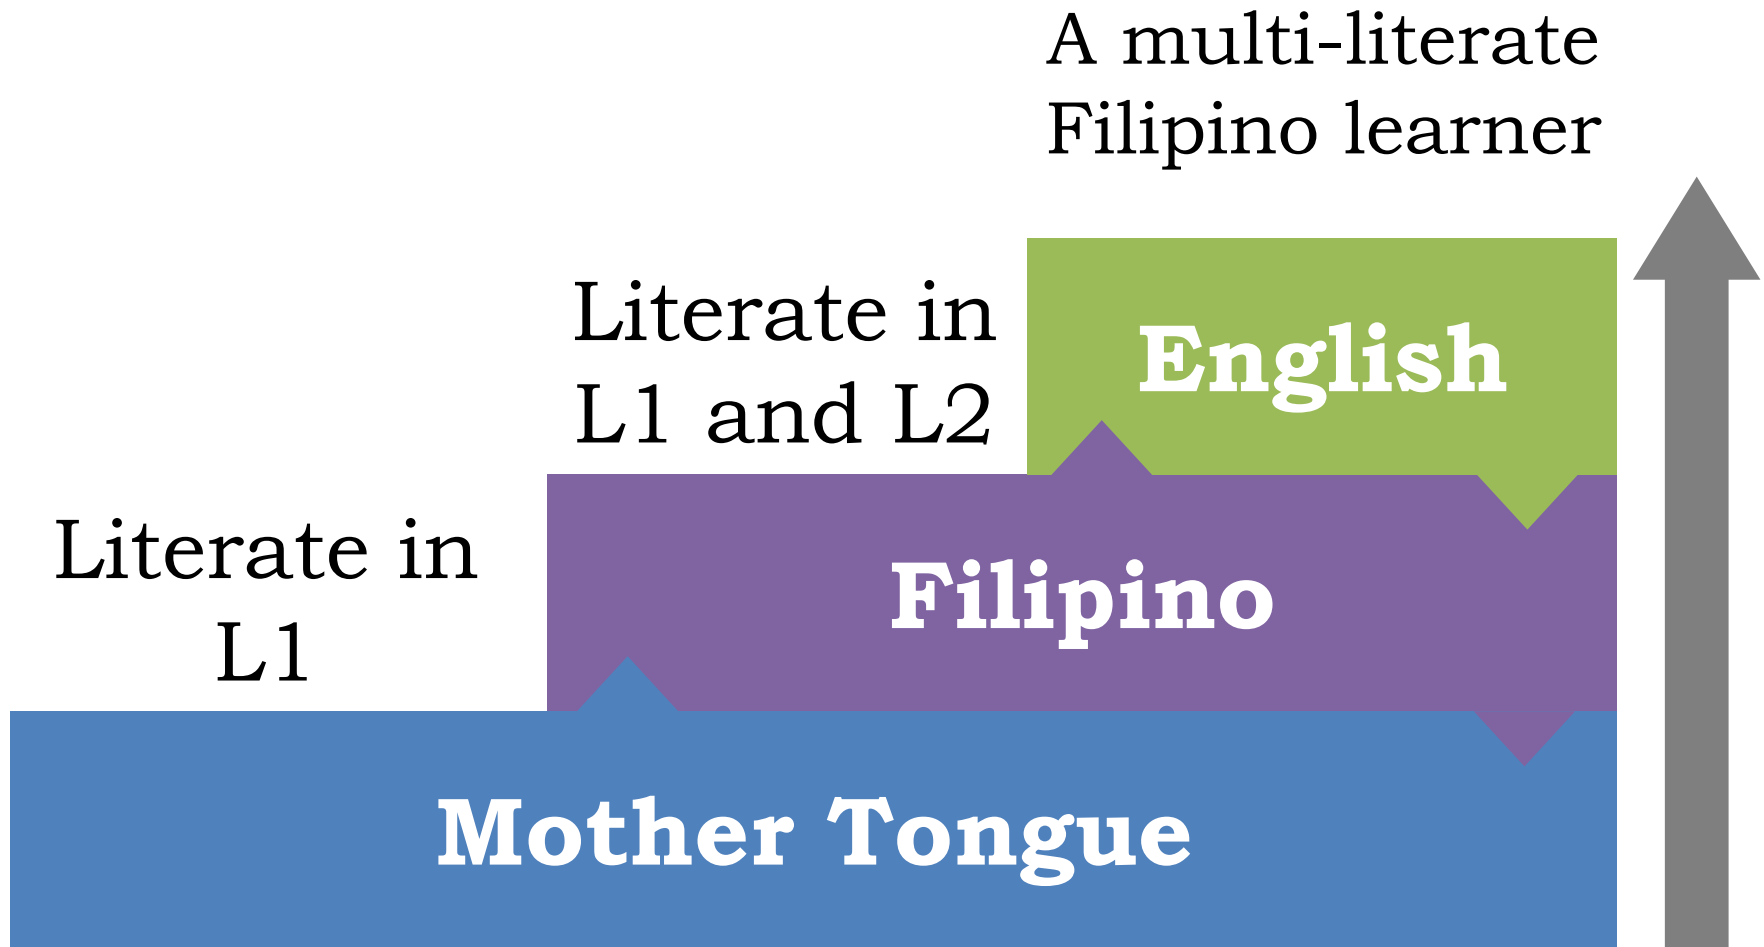 A multi-literate
Filipino learner
Literate in
L1 and L2
English
Literate in
L1
Filipino
Mother Tongue